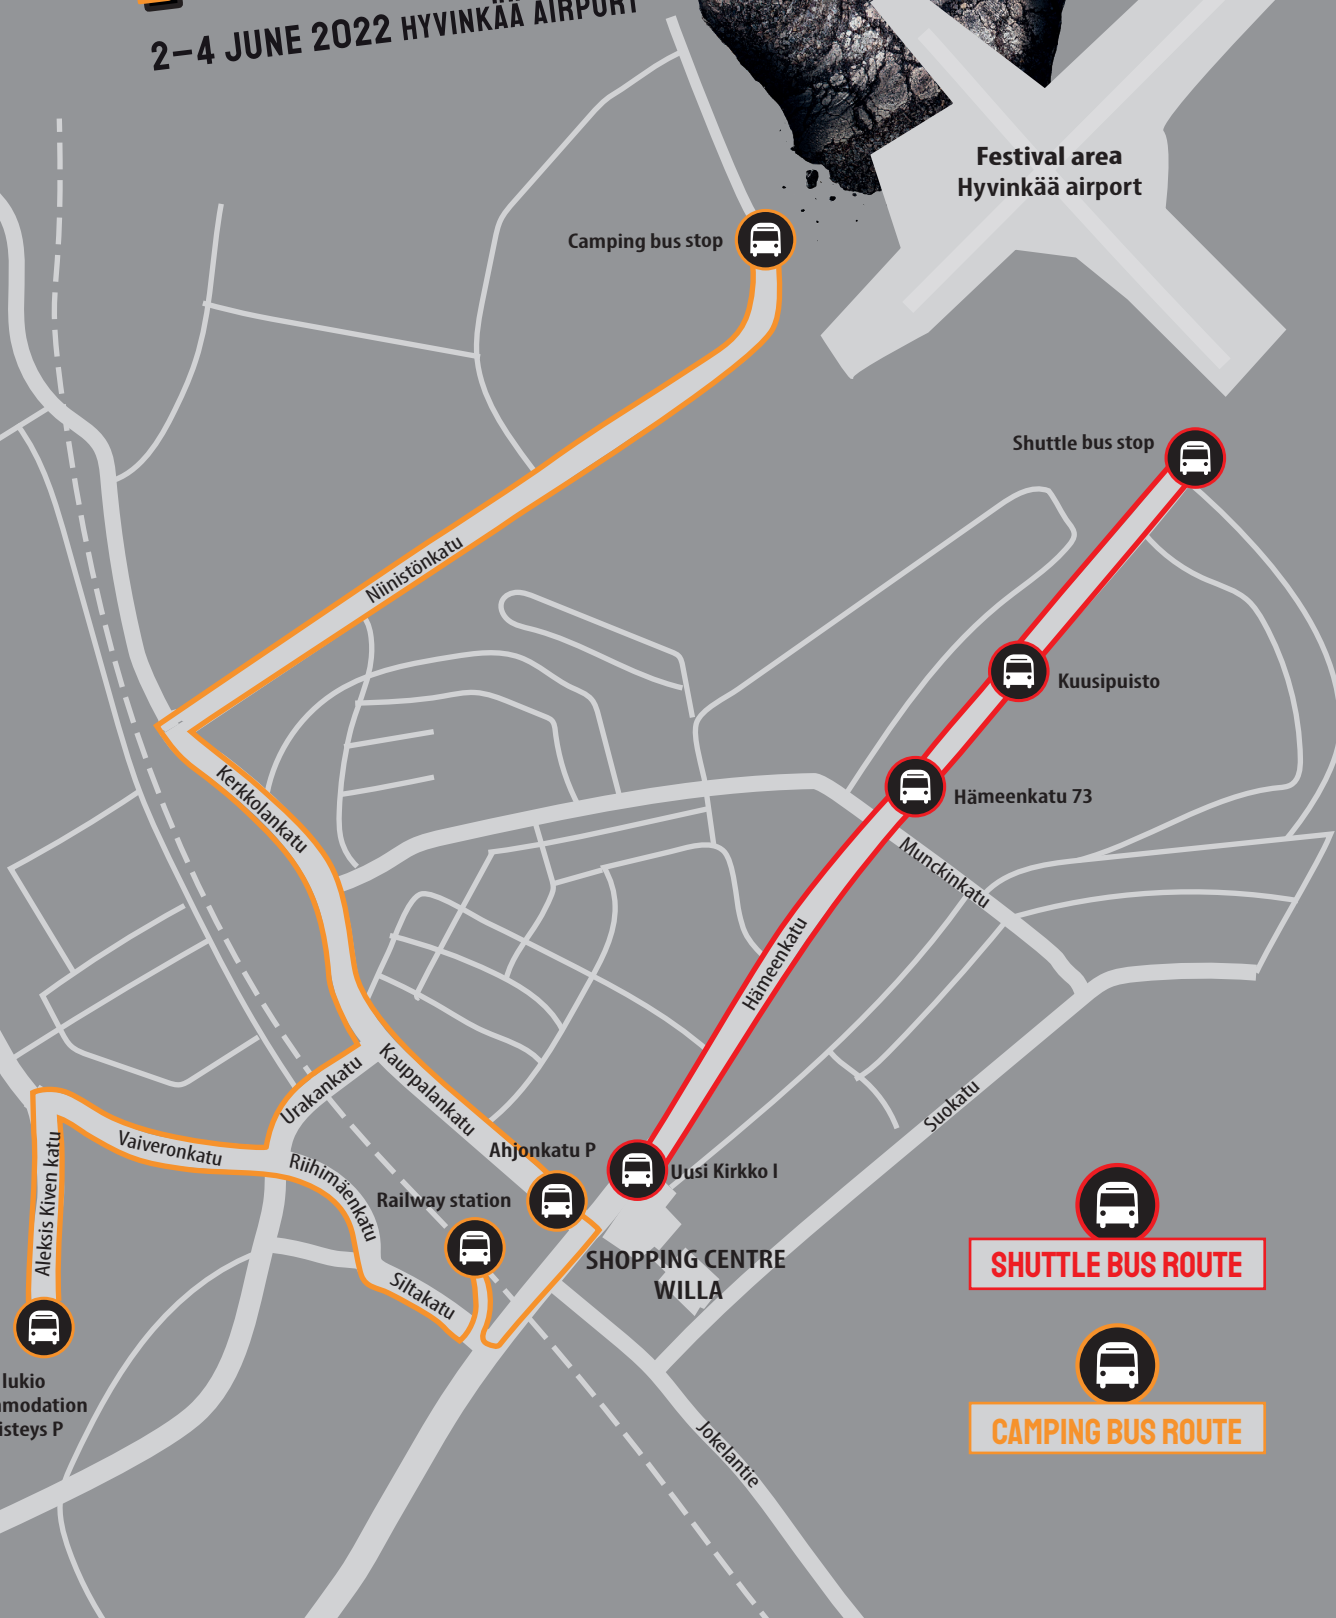 2–4 JUNE 2022 HYVINKÄÄ AIRPORT
Festival area
Hyvinkää airport
Camping bus stop
Shuttle bus stop
Niinistönkatu
Kuusipuisto
Kerkkolankatu
Hämeenkatu 73
Munckinkatu
Hämeenkatu
Urakankatu
Kauppalankatu
Suokatu
Vaiveronkatu
Aleksis Kiven katu
Riihimäenkatu
Ahjonkatu P
Uusi Kirkko I
Railway station
SHOPPING CENTRE
WILLA
Siltakatu
SHUTTLE BUS ROUTE
lukio
CAMPING BUS ROUTE
Jokelantie